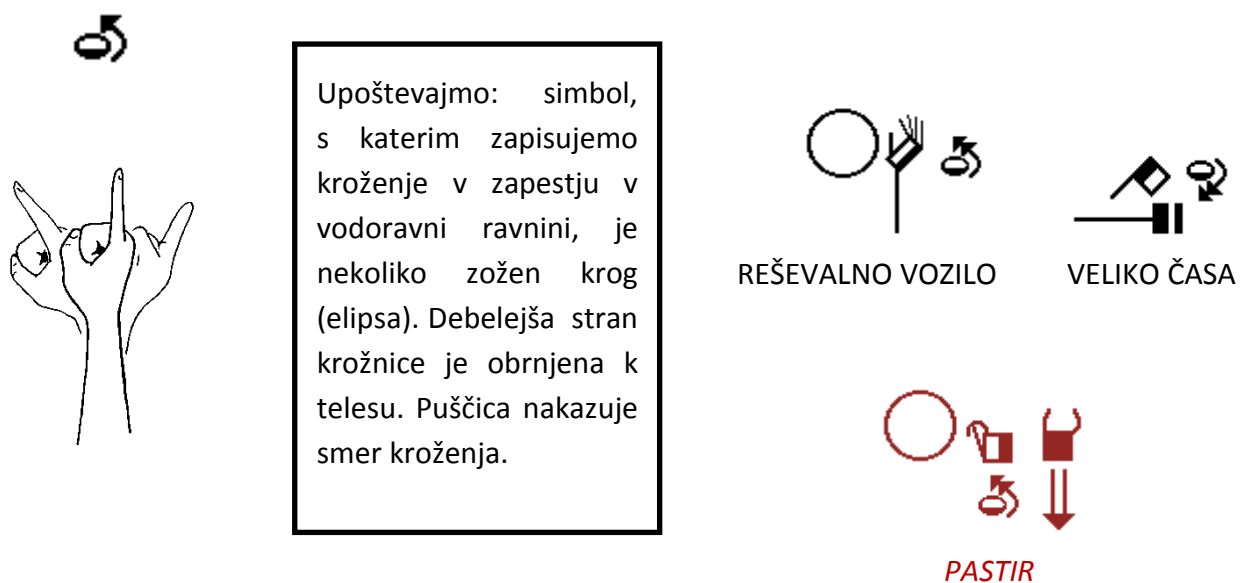 Upoštevajmo: simbol,
s katerim zapisujemo
kroženje v zapestju v
vodoravni ravnini, je
nekoliko zožen krog
(elipsa). Debelejša stran
krožnice je obrnjena k
telesu. Puščica nakazuje
smer kroženja.
REŠEVALNO VOZILO
VELIKO ČASA
PASTIR